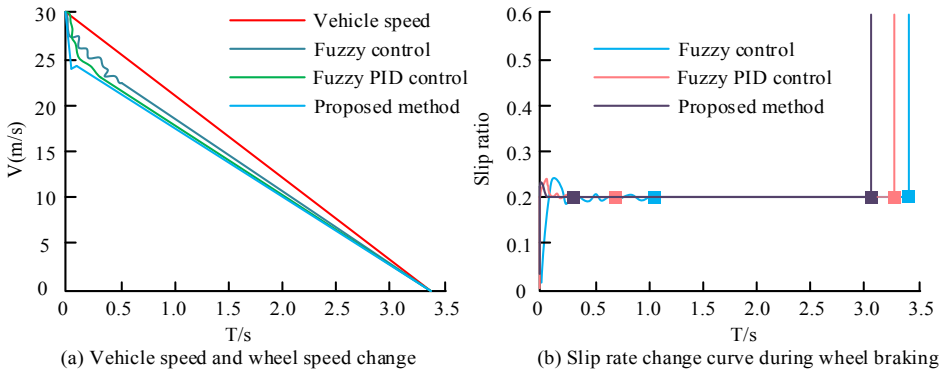 30
25
20
15
10
5
0
V(m/s)
0
0.5
1.0
1.5
2.0
2.5
3.0
3.5
T/s
Vehicle speed
Fuzzy control
Fuzzy PID control
Proposed method
(a) Vehicle speed and wheel speed change
0.6
0.5
0.4
0.3
0.2
0.1
0
Slip ratio
0
0.5
1.0
1.5
2.0
2.5
3.0
3.5
T/s
Fuzzy control
Fuzzy PID control
Proposed method
(b) Slip rate change curve during wheel braking